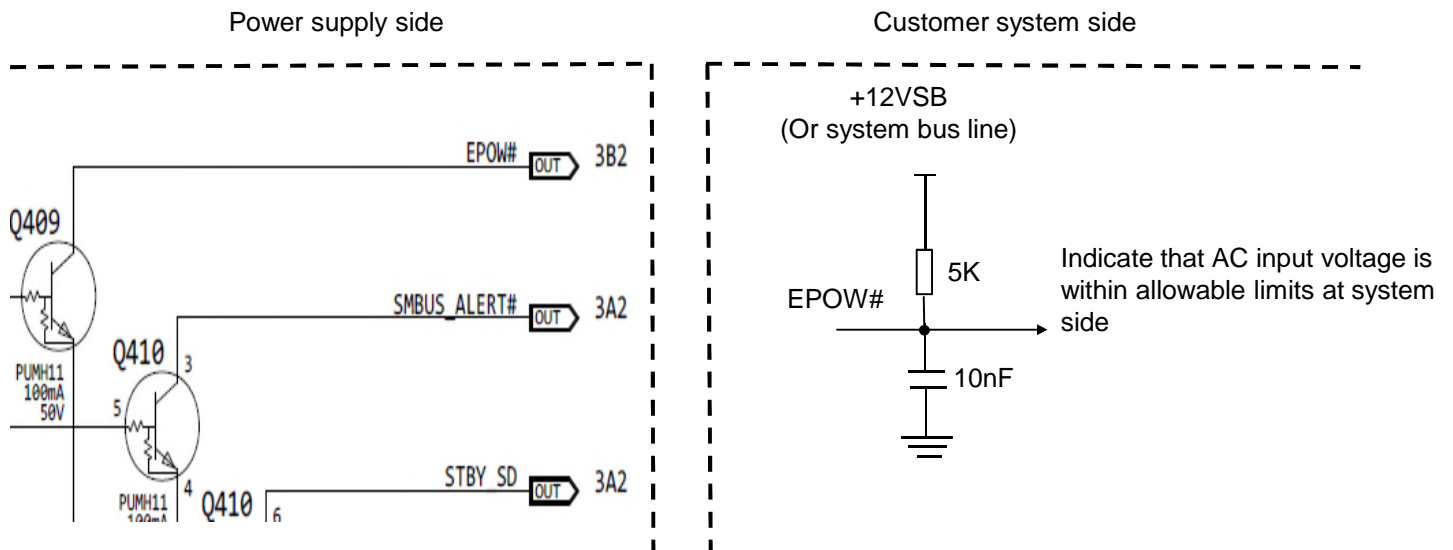 Power supply side
Customer system side
+12VSB
(Or system bus line)
EPOW#
OUT
3B2
Q409
SMBUS_ALERT#
OUT
3A2
Q410
3
PUMH11
100mA
50V
5
4
STBY_SD
OUT
3A2
PUMH11
100mA
Q410
6
5K
EPOW#
10nF
Indicate that AC input voltage is
within allowable limits at system
side